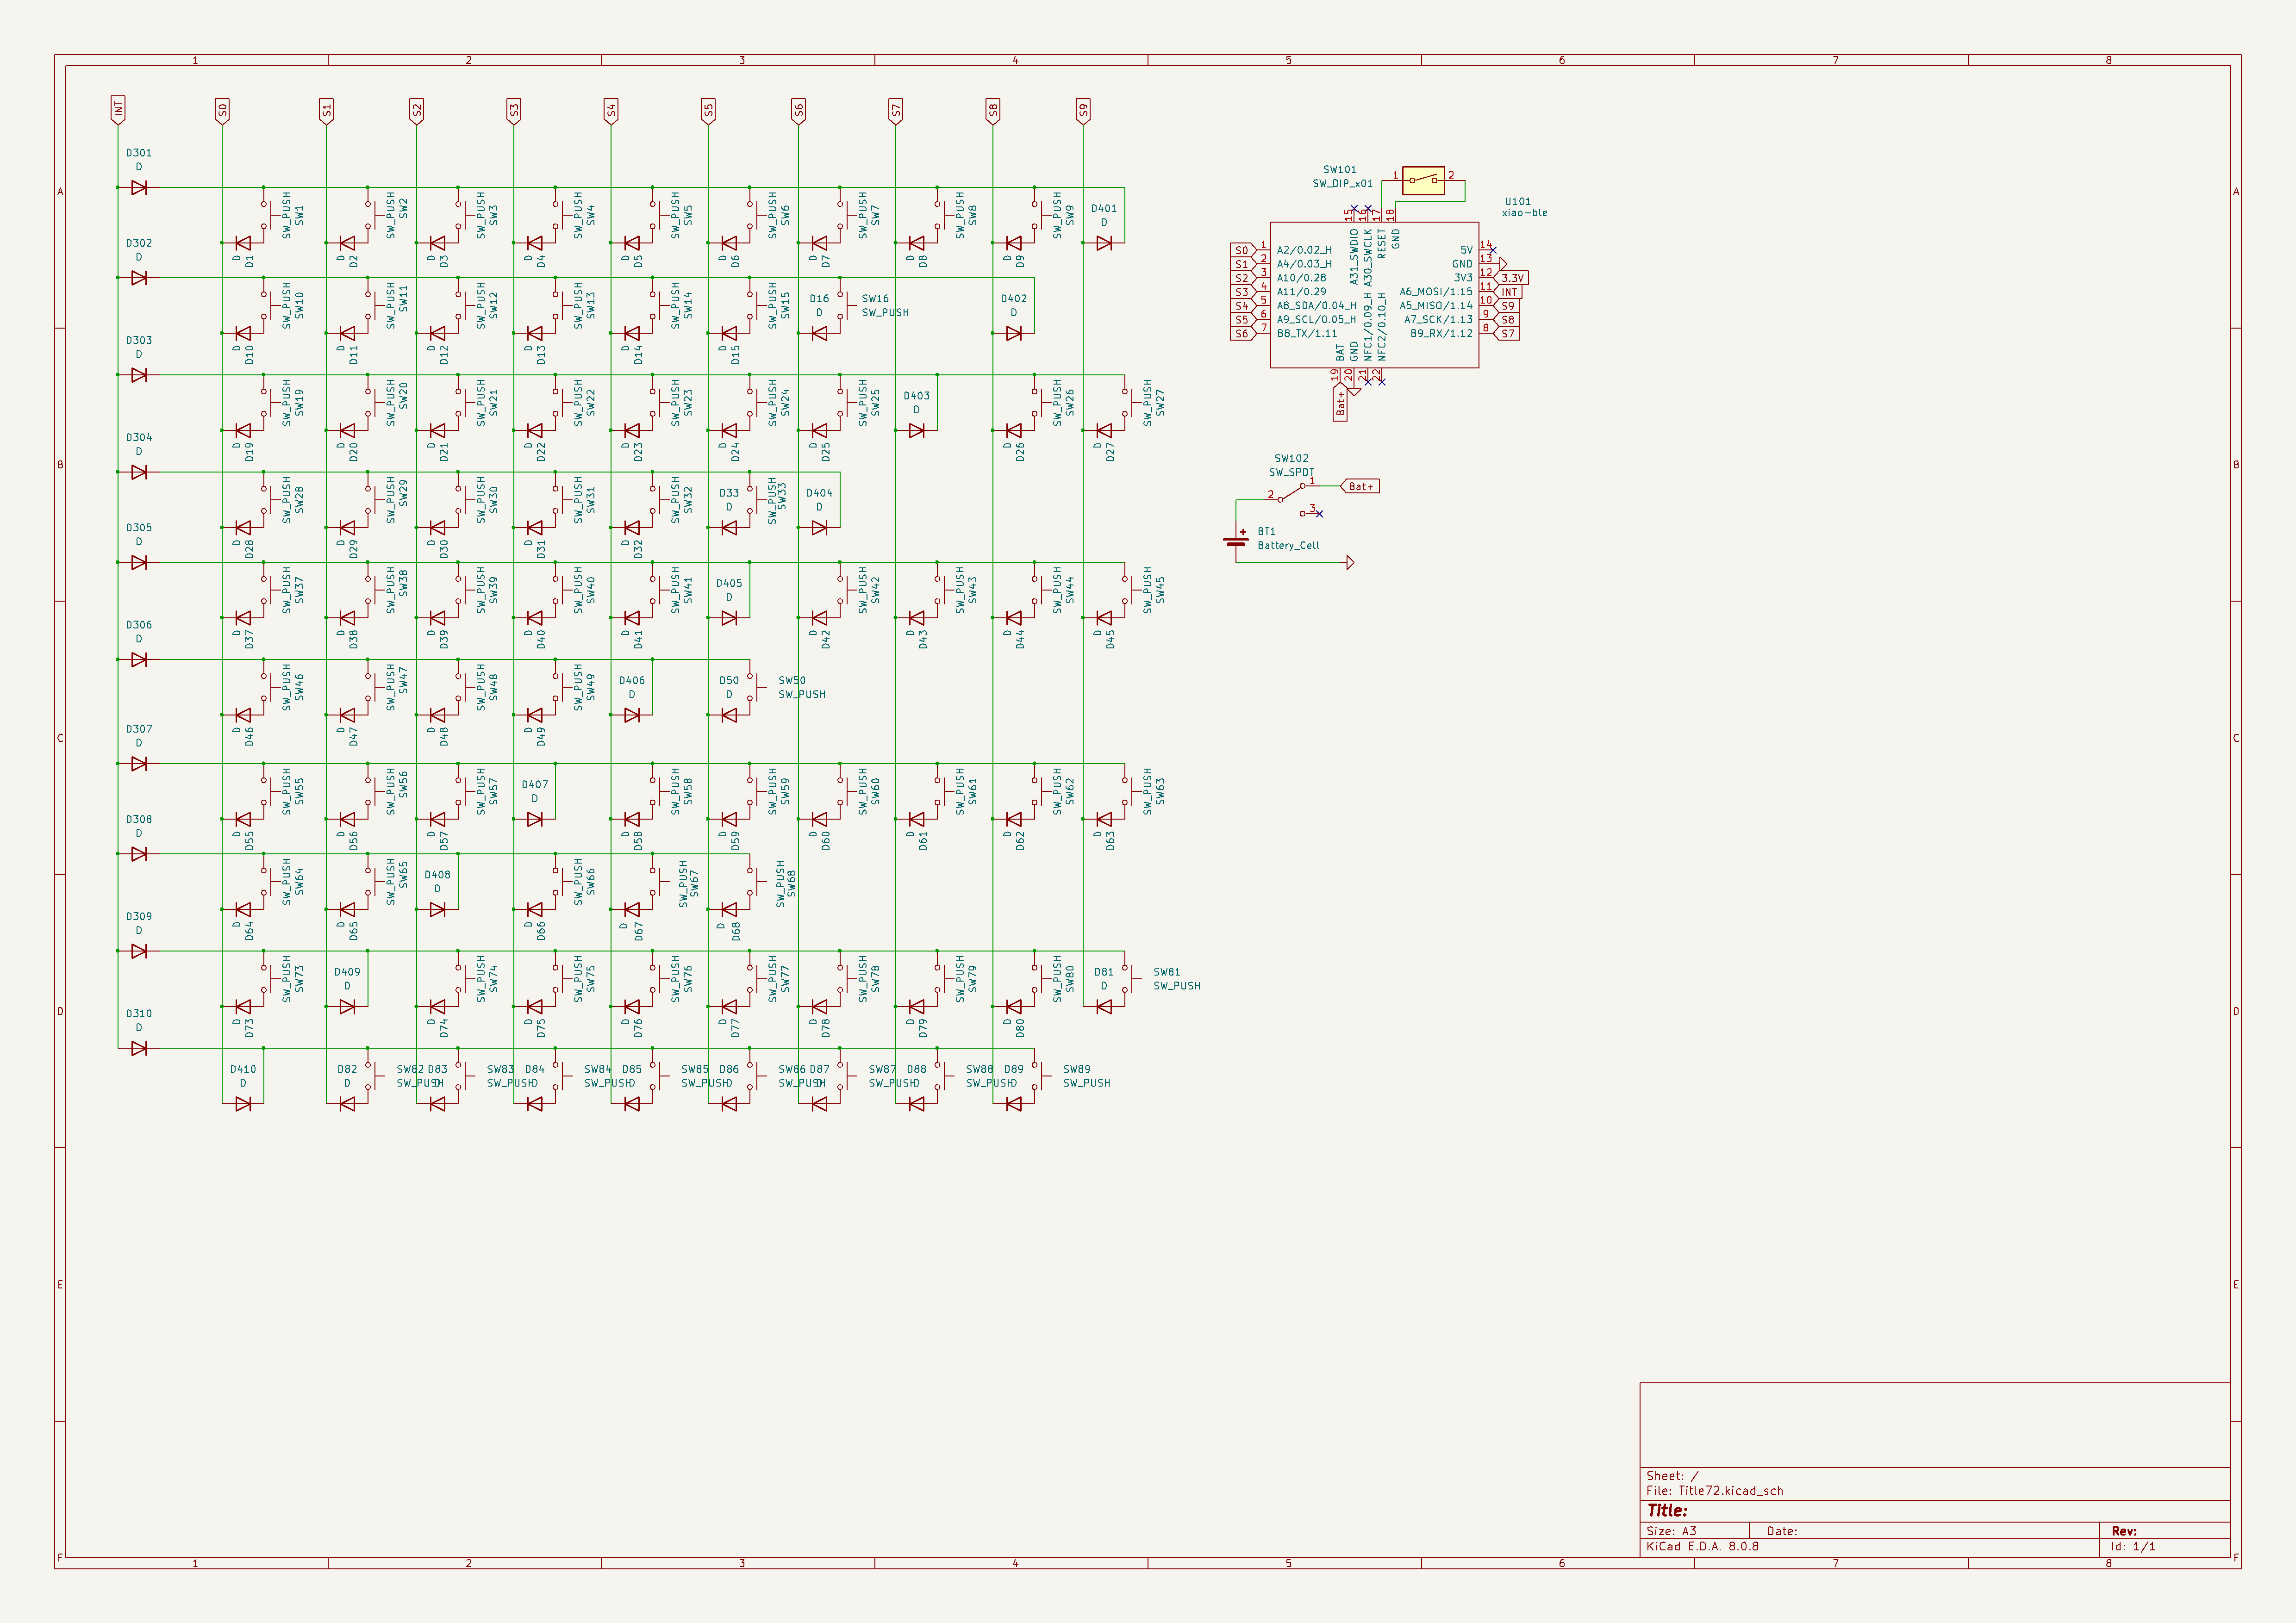 1 2 3 4 5 6 7 8
INT S0 S1 S2 S3 S4 S5 S6 S7 S8 S9
D301
D
A A
SW_PUSH SW1 SW_PUSH SW2 SW_PUSH SW3 SW_PUSH SW4 SW_PUSH SW5 SW_PUSH SW6 SW_PUSH SW7 SW_PUSH SW8 SW_PUSH SW9 D401
D
D D1 D D2 D D3 D D4 D D5 D D6 D D7 D D8 D D9
D302
D
SW_PUSH SW10 SW_PUSH SW11 SW_PUSH SW12 SW_PUSH SW13 SW_PUSH SW14 SW_PUSH SW15 D16 SW16 D402
D SW_PUSH D
D D10 D D11 D D12 D D13 D D14 D D15
D303
D
SW_PUSH SW19 SW_PUSH SW20 SW_PUSH SW21 SW_PUSH SW22 SW_PUSH SW23 SW_PUSH SW24 SW_PUSH SW25 D403 SW_PUSH SW26 SW_PUSH SW27
D
D D19 D D20 D D21 D D22 D D23 D D24 D D25 D D26 D D27
D304
D
B B
SW_PUSH SW28 SW_PUSH SW29 SW_PUSH SW30 SW_PUSH SW31 SW_PUSH SW32 D33 SW_PUSH SW33 D404
D D
D D28 D D29 D D30 D D31 D D32
D305
D
SW_PUSH SW37 SW_PUSH SW38 SW_PUSH SW39 SW_PUSH SW40 SW_PUSH SW41 D405 SW_PUSH SW42 SW_PUSH SW43 SW_PUSH SW44 SW_PUSH SW45
D
D D37 D D38 D D39 D D40 D D41 D D42 D D43 D D44 D D45
D306
D
SW_PUSH SW46 SW_PUSH SW47 SW_PUSH SW48 SW_PUSH SW49 D406 D50 SW50
D D SW_PUSH
D D46 D D47 D D48 D D49
D307
D
C C
SW_PUSH SW55 SW_PUSH SW56 SW_PUSH SW57 D407 SW_PUSH SW58 SW_PUSH SW59 SW_PUSH SW60 SW_PUSH SW61 SW_PUSH SW62 SW_PUSH SW63
D
D D55 D D56 D D57 D D58 D D59 D D60 D D61 D D62 D D63
D308
D
SW_PUSH SW64 SW_PUSH SW65 D408 SW_PUSH SW66 SW_PUSH SW67 SW_PUSH SW68
D
D D64 D D65 D D66 D D67 D D68
D309
D
SW_PUSH SW73 D409 SW_PUSH SW74 SW_PUSH SW75 SW_PUSH SW76 SW_PUSH SW77 SW_PUSH SW78 SW_PUSH SW79 SW_PUSH SW80 D81 SW81
D D SW_PUSH
D D
D D73 D D74 D D75 D D76 D D77 D D78 D D79 D D80
D310
D
D410 D82 SW82 D83 SW83 D84 SW84 D85 SW85 D86 SW86 D87 SW87 D88 SW88 D89 SW89
D D SW_PUSH D SW_PUSH D SW_PUSH D SW_PUSH D SW_PUSH D SW_PUSH D SW_PUSH D SW_PUSH
SW101
SW_DIP_x01
1 2
U101
xiao-ble
15 16 17 18
A31_SWDIO A30_SWCLK RESET GND
S0 1 A2/0.02_H 5V 14
S1 2 A4/0.03_H GND 13
S2 3 A10/0.28 3V3 12 3.3V
S3 4 A11/0.29 A6_MOSI/1.15 11 INT
S4 5 A8_SDA/0.04_H A5_MISO/1.14 10 S9
S5 6 A9_SCL/0.05_H A7_SCK/1.13 9 S8
S6 7 B8_TX/1.11 B9_RX/1.12 8 S7
BAT GND NFC1/0.09_H NFC2/0.10_H
19 20 21 22
Bat+
SW102
SW_SPDT
1 Bat+
2
3
+ BT1
Battery_Cell
E E
Sheet: /
File: Title72.kicad_sch
Title:
Size: A3 Date: Rev:
KiCad E.D.A. 8.0.8 Id: 1/1
F F
1 2 3 4 5 6 7 8